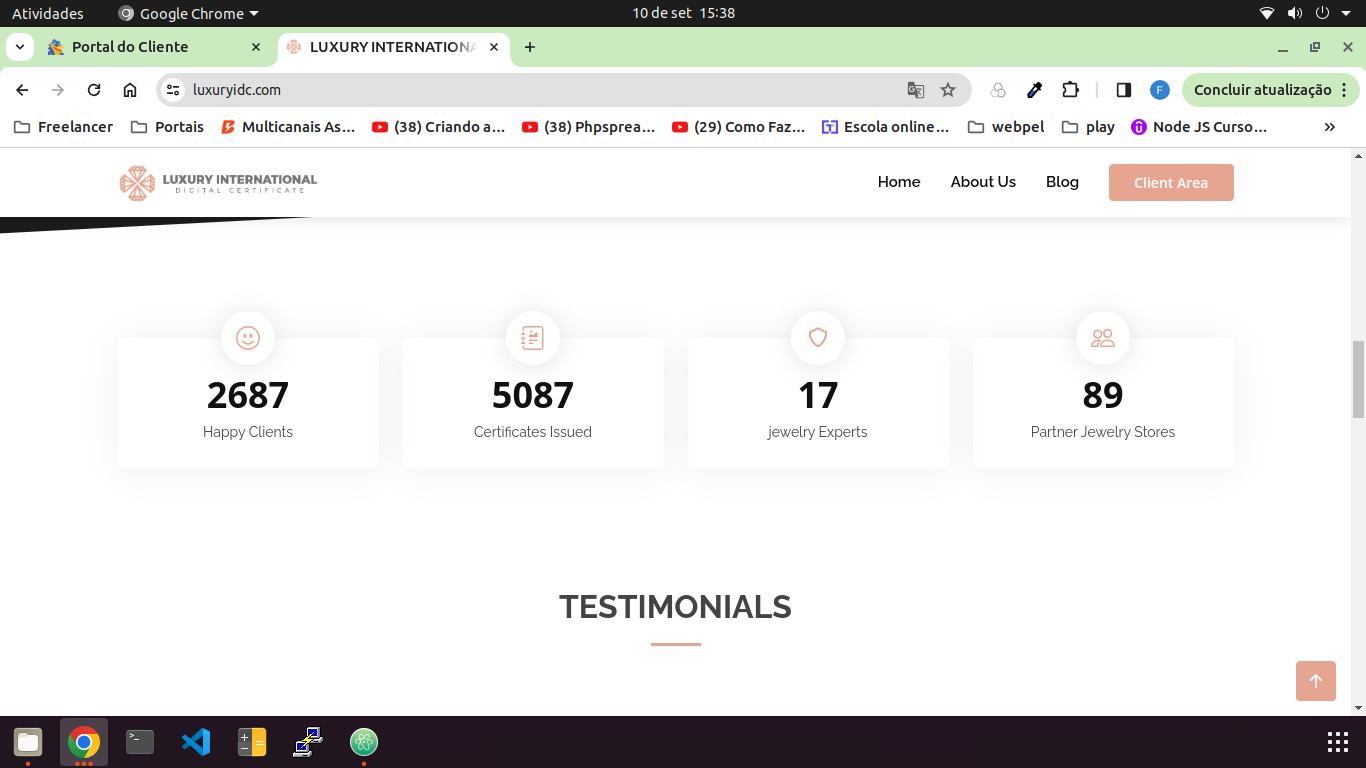 Atividades Google Chrome 10 de set 15:38
Portal do Cliente LUXURY INTERNATIONA
luxuryidc.com F Concluir atualização
Freelancer Portais Multicanais As... (38) Criando a... (38) Phpsprea... (29) Como Faz... Escola online... webpel play Node JS Curso... »
LUXURY INTERNATIONAL
DIGITAL CERTIFICATE
Home About Us Blog Client Area
2687 5087 17 89
Happy Clients Certificates Issued jewelry Experts Partner Jewelry Stores
TESTIMONIALS